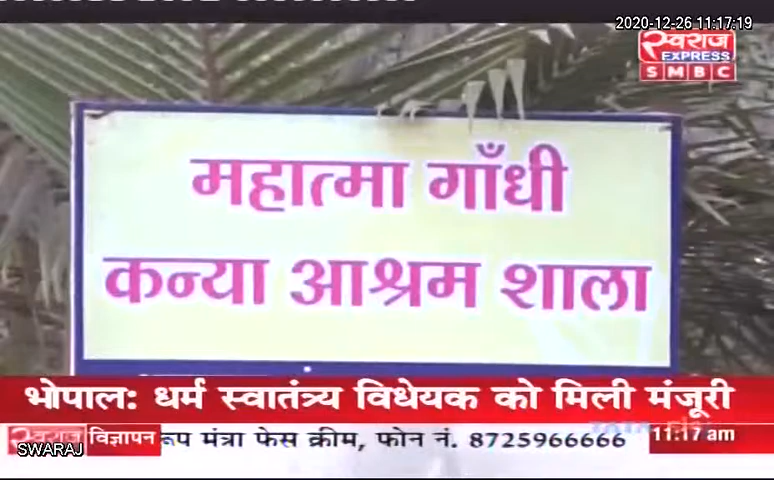 2020-12-26 11:17:19
स्वराज
EXPRESS
SMBC
महात्मा गाँधी
कन्या आश्रम शाला
भोपाल: धर्म स्वातंत्र्य विधेयक को मिली मंजूरी
स्वराज विज्ञापन रूप मंत्रा फेस क्रीम, फोन नं. 8725966666 11:17 am
SWARAJ